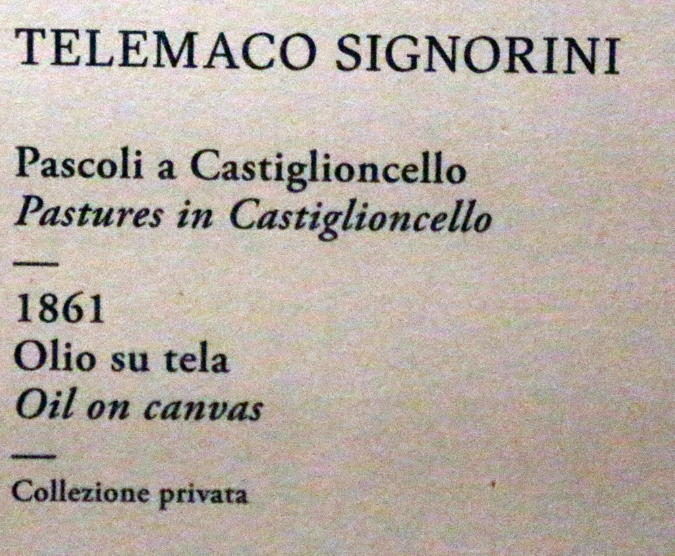 TELEMACO SIGNORINI
Pascoli a Castiglioncello
Pastures in Castiglioncello
1861
Olio su tela
Oil on canvas
Collezione privata